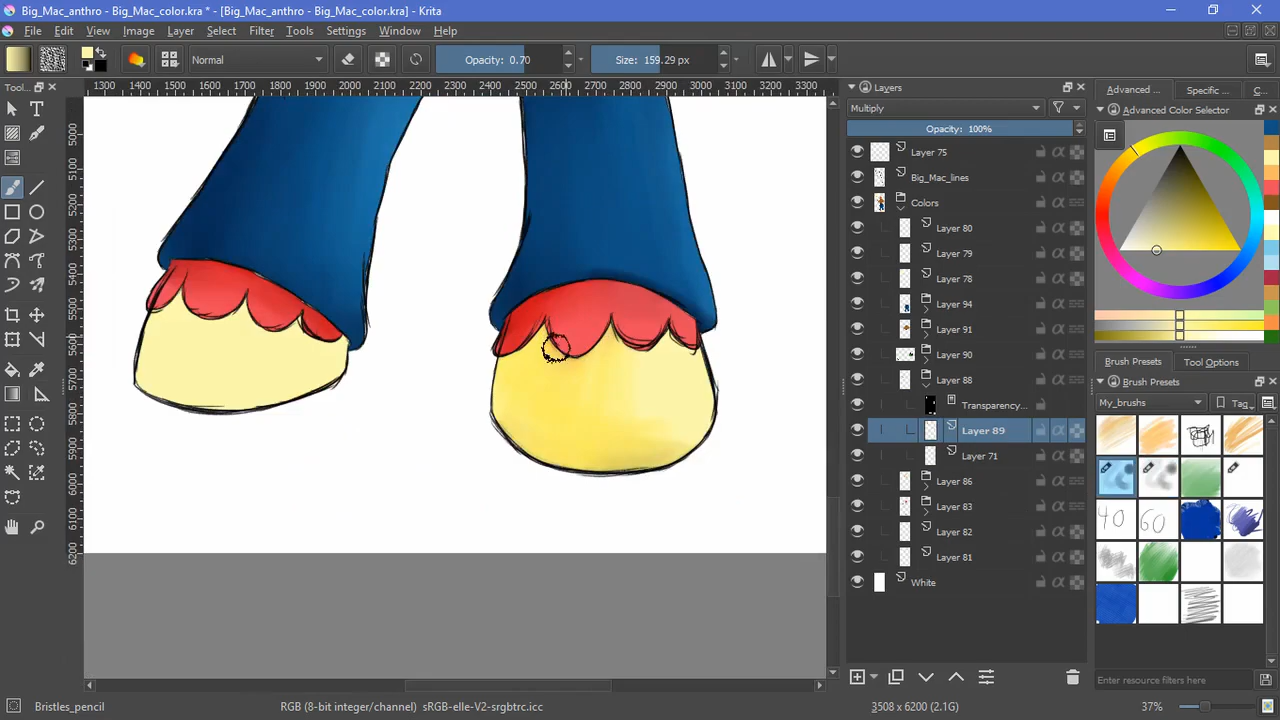 Big_Mac_anthro - Big_Mac_color.kra * - [Big_Mac_anthro - Big_Mac_color.kra] - Krita
File Edit View Image Layer Select Filter Tools Settings Window Help
Normal Opacity: 0.70 Size: 159.29 px
Tool... Layers Advanced ... Specific ... C...
1300 1400 1500 1600 1700 1800 1900 2000 2100 2200 2300 2400 2500 2600 2700 2800 2900 3000 3100 3200 3300
5000
5100
5200
5300
5400
5500
5600
5700
5800
5900
6000
6100
6200
Multiply
Opacity: 100%
Layer 75
Big_Mac_lines
Colors
Layer 80
Layer 79
Layer 78
Layer 94
Layer 91
Layer 90
Layer 88
Transparency...
Layer 89
Layer 71
Layer 86
Layer 83
Layer 82
Layer 81
White
Advanced Color Selector
Brush Presets Tool Options
Brush Presets
My_brushs Tag
40 60
Enter resource filters here
Bristles_pencil RGB (8-bit integer/channel) sRGB-elle-V2-srgbtrc.icc 3508 x 6200 (2.1G) 37%